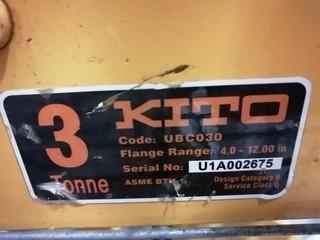 3 KITO
Code: UBC030
Flange Range: 4.0 - 12.00 in
Serial No: U1A002675
Tonne ASME BTH Design Category B
Service Class 0